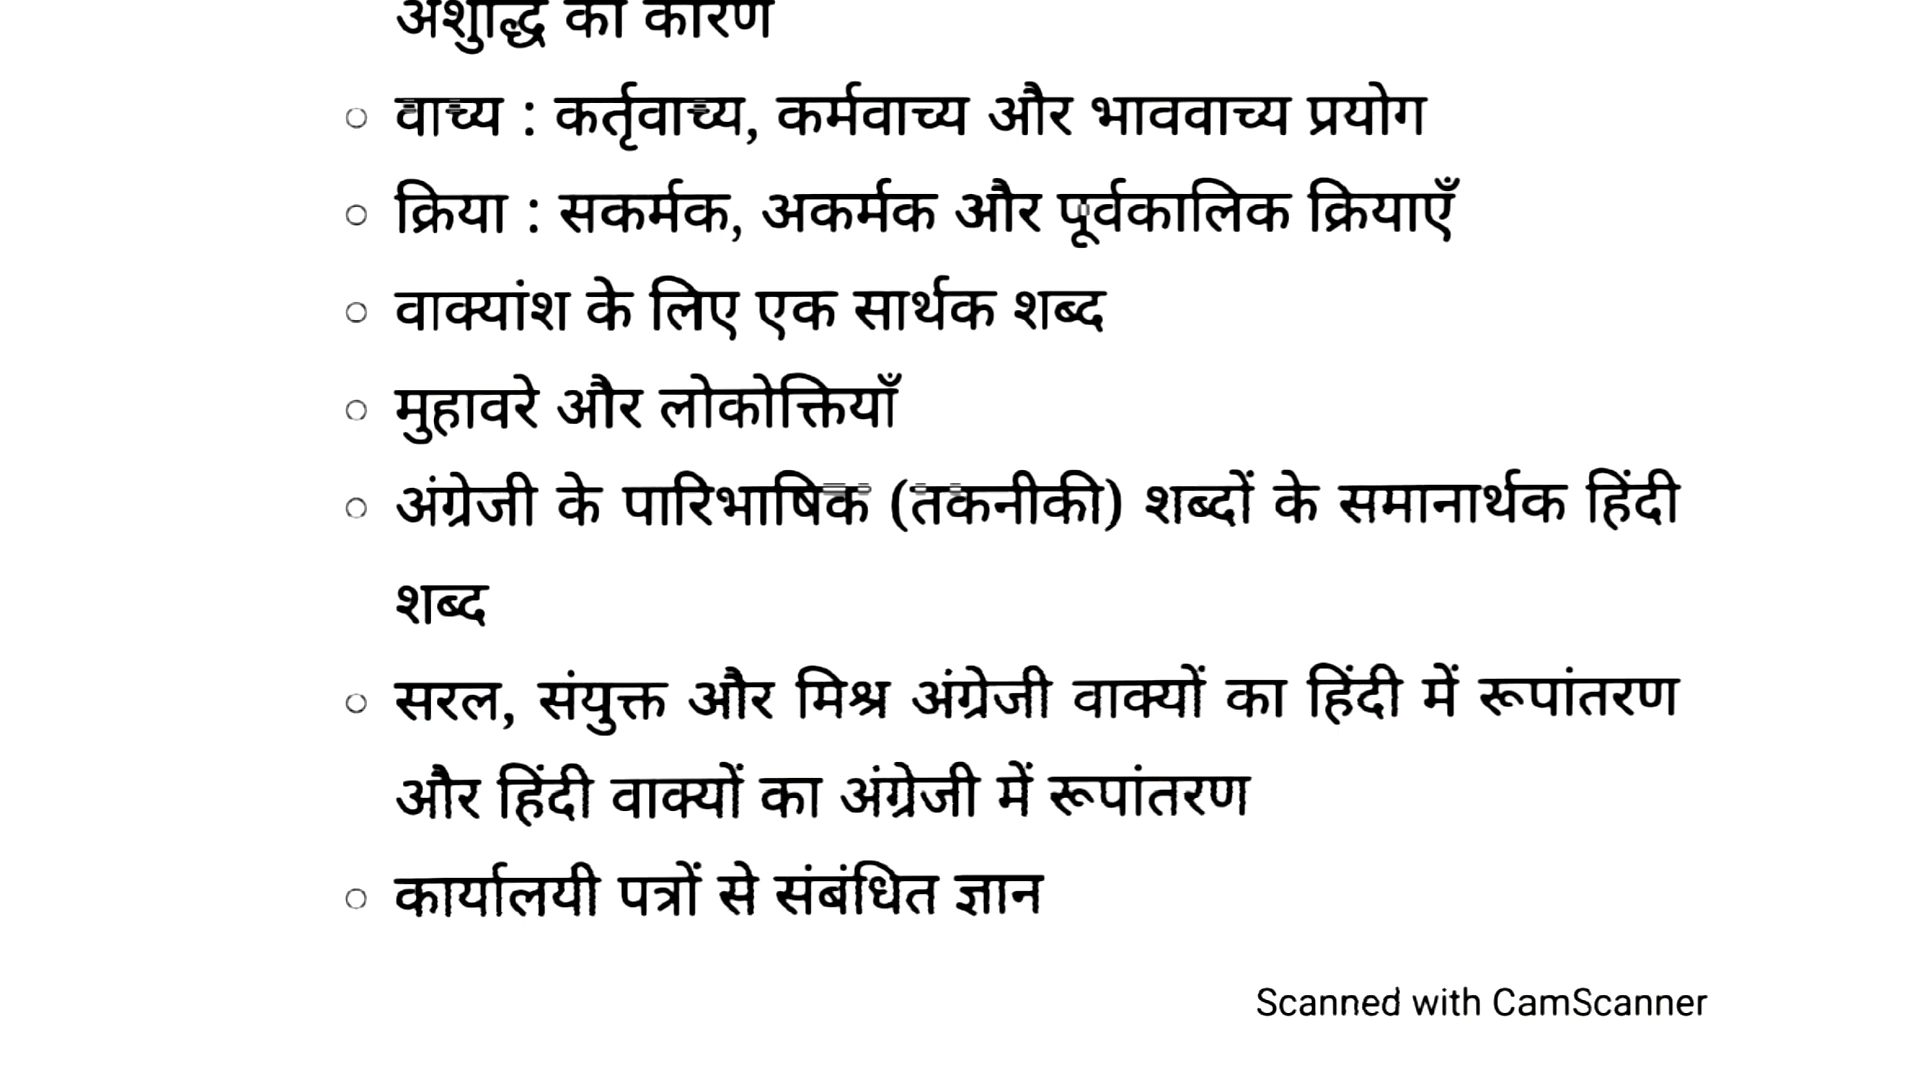 अशुद्धि का कारण
वाच्य : कर्तृवाच्य, कर्मवाच्य और भाववाच्य प्रयोग
क्रिया : सकर्मक, अकर्मक और पूर्वकालिक क्रियाएँ
वाक्यांश के लिए एक सार्थक शब्द
मुहावरे और लोकोक्तियाँ
अंग्रेजी के पारिभाषिक (तकनीकी) शब्दों के समानार्थक हिंदी
शब्द
सरल, संयुक्त और मिश्र अंग्रेजी वाक्यों का हिंदी में रूपांतरण
और हिंदी वाक्यों का अंग्रेजी में रूपांतरण
कार्यालयी पत्रों से संबंधित ज्ञान
Scanned with CamScanner